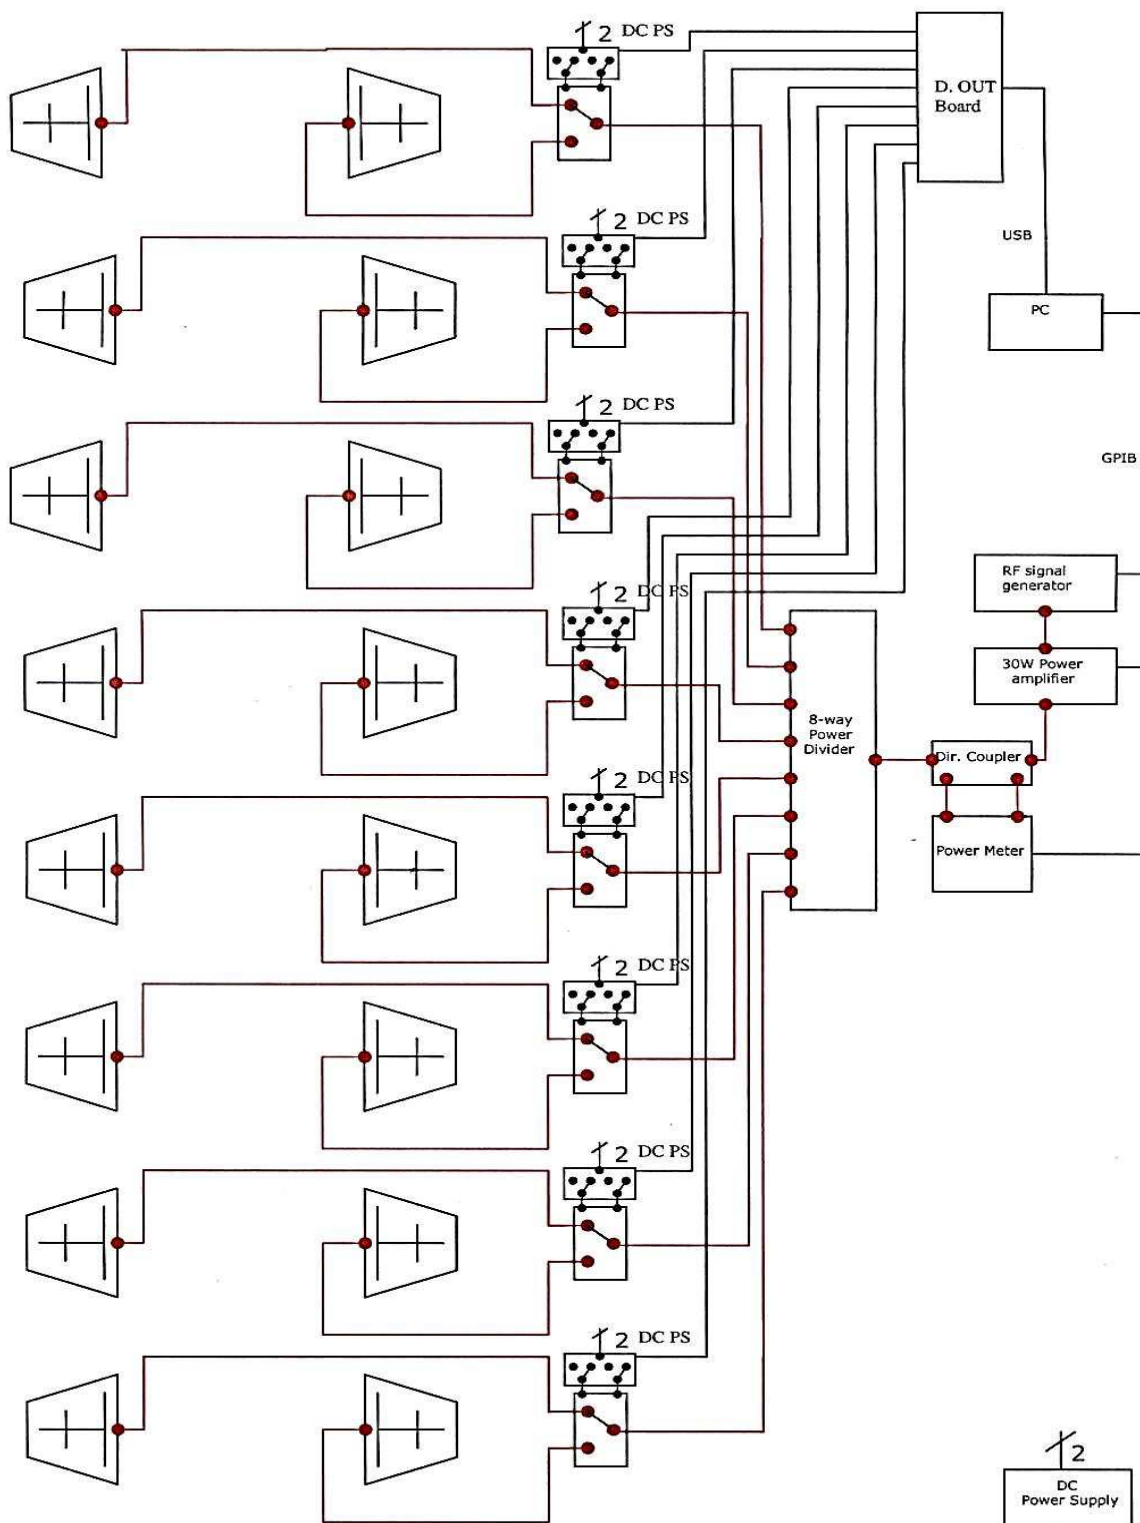 2 DC PS
D. OUT
Board
2 DC PS
USB
PC
2 DC PS
GPIB
RF signal
generator
2 DC PS
30W Power
amplifier
8-way
Power
Divider
Dir. Coupler
2 DC PS
Power Meter
2 DC PS
2 DC PS
2 DC PS
2
DC
Power Supply